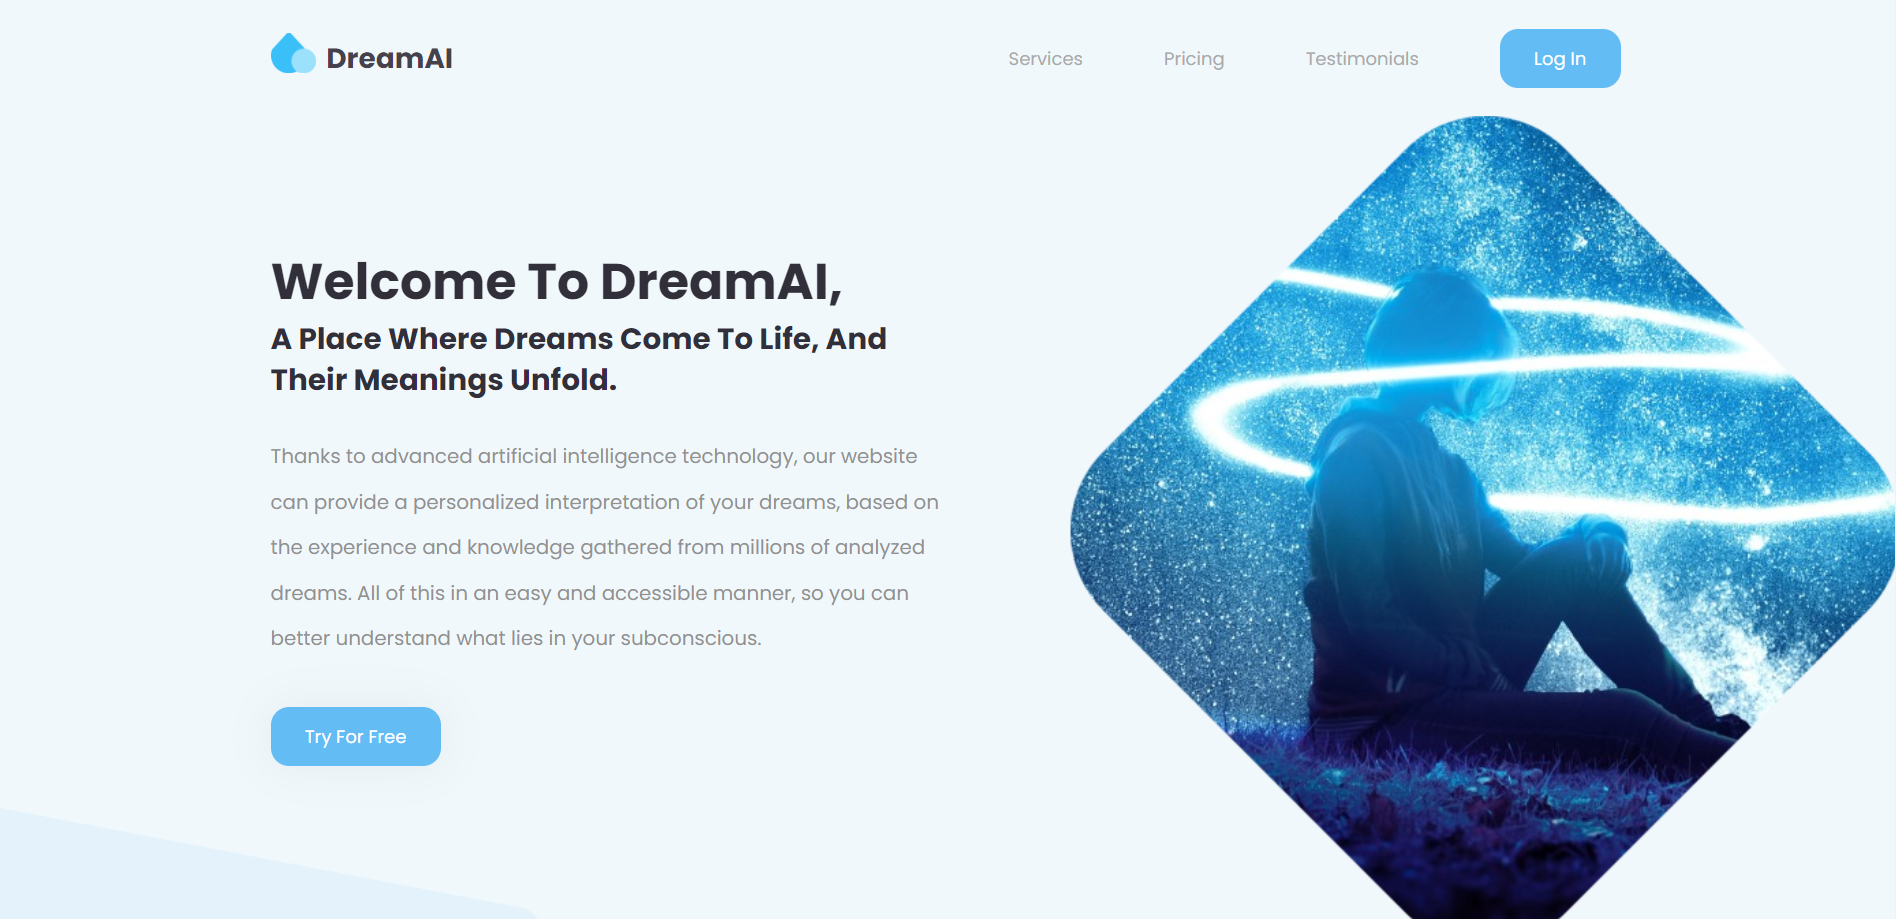 DreamAI
Services
Pricing
Testimonials
Log In
Welcome To DreamAI,
A Place Where Dreams Come To Life, And
Their Meanings Unfold.
Thanks to advanced artificial intelligence technology, our website
can provide a personalized interpretation of your dreams, based on
the experience and knowledge gathered from millions of analyzed
dreams. All of this in an easy and accessible manner, so you can
better understand what lies in your subconscious.
Try For Free